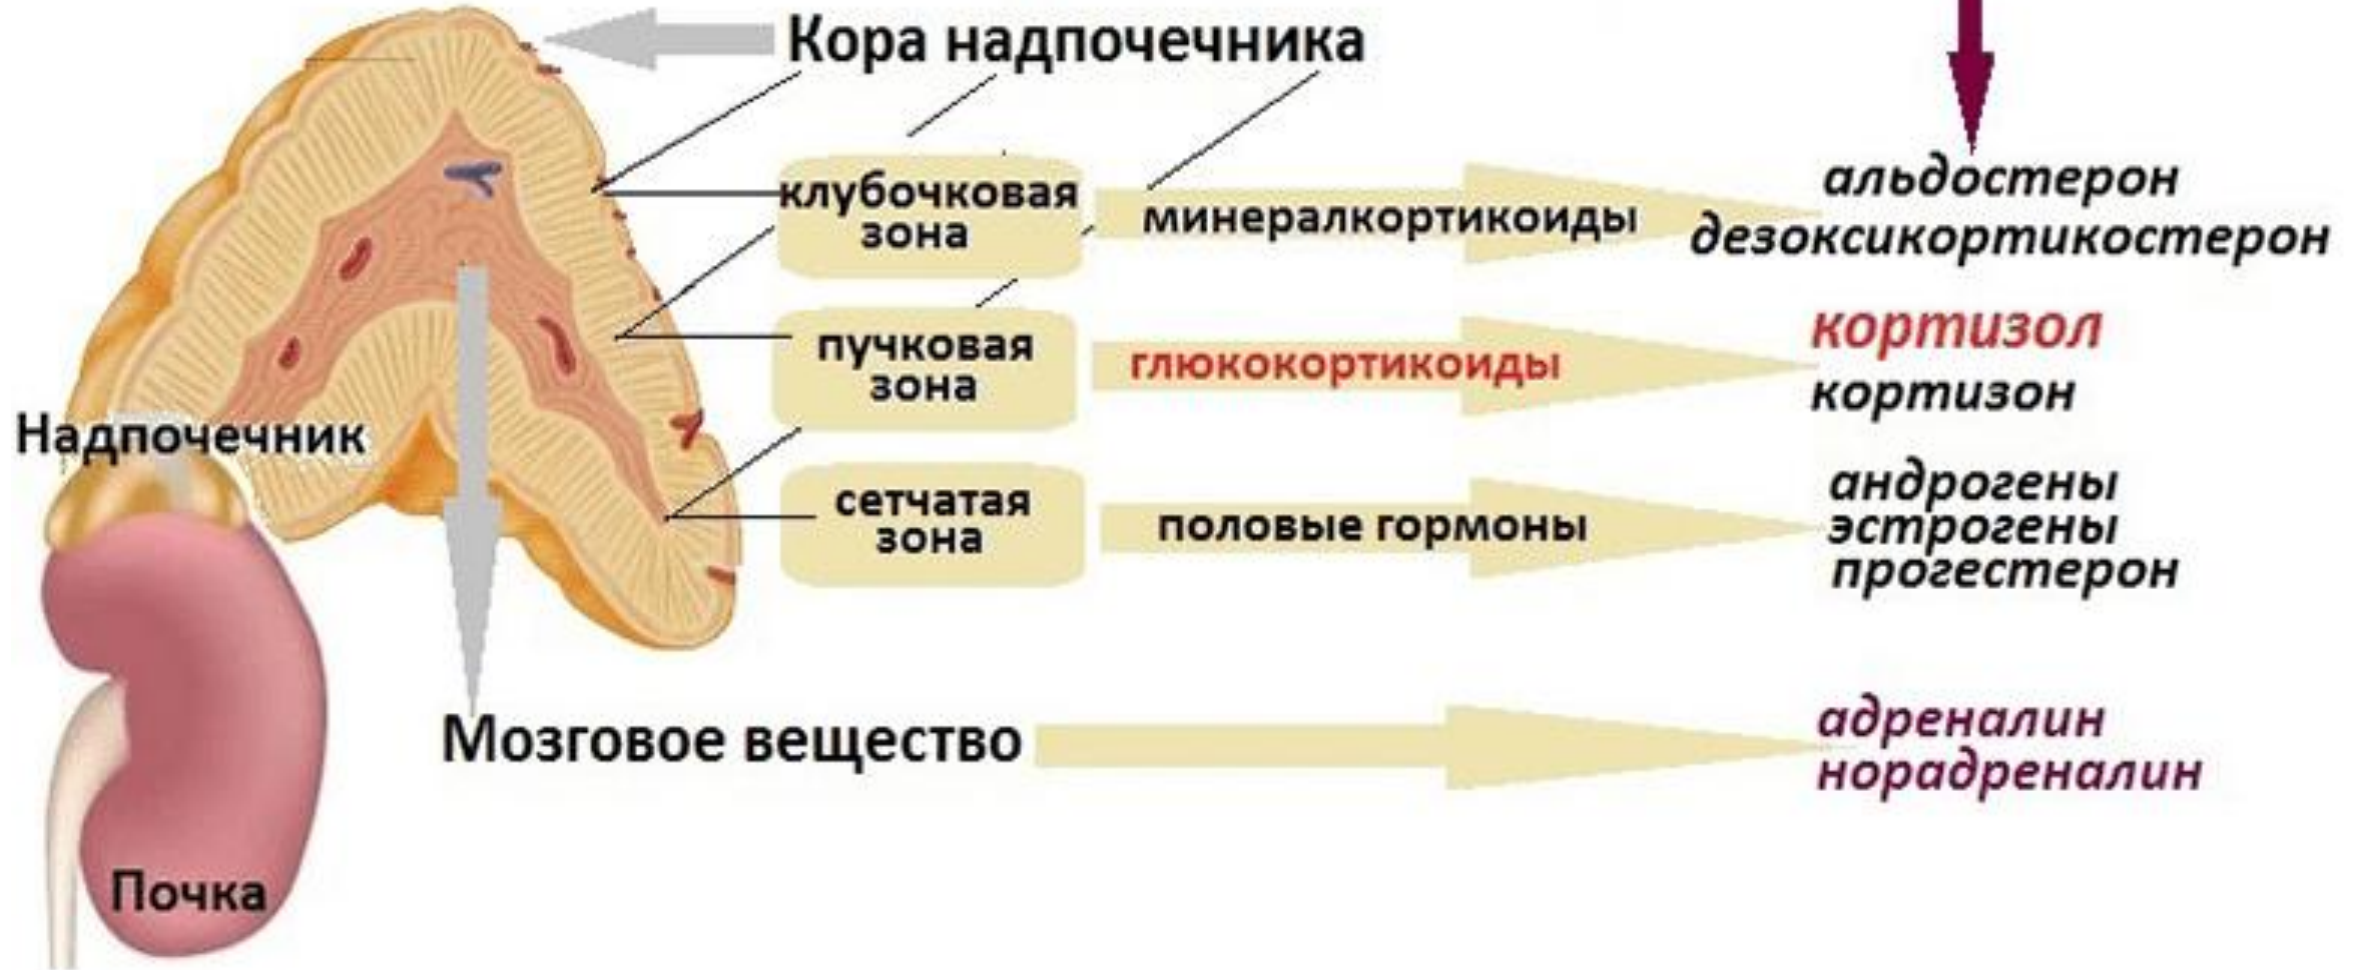 Кора надпочечника
клубочковая
зона
минералкортикоиды
альдостерон
дезоксикортикостерон
пучковая
зона
глюкокортикоиды
кортизол
кортизон
Надпочечник
сетчатая
зона
половые гормоны
андрогены
эстрогены
прогестерон
Мозговое вещество
адреналин
норадреналин
Почка